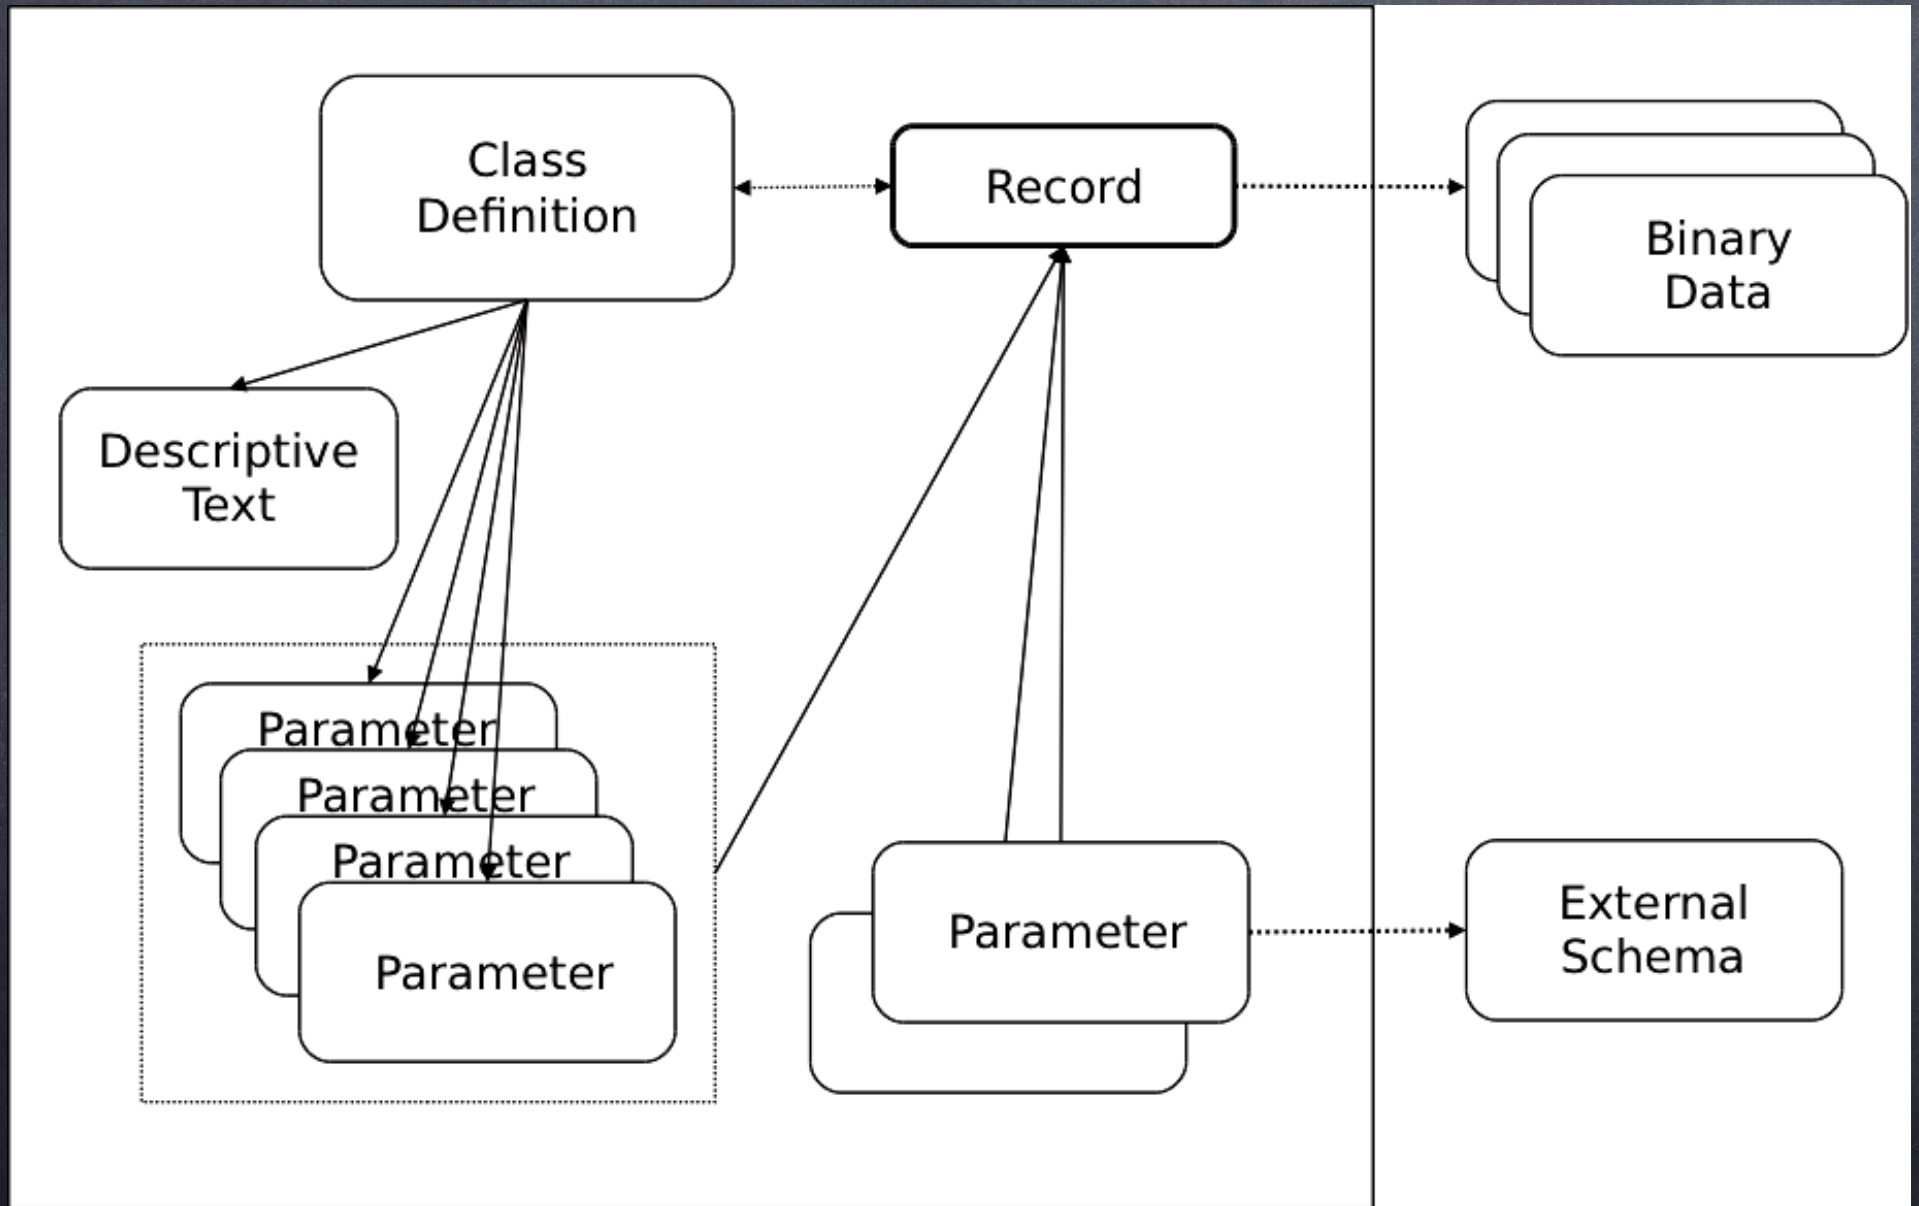 Class
Definition
Record
Binary
Data
Descriptive
Text
Parameter
Parameter
Parameter
Parameter
Parameter
External
Schema